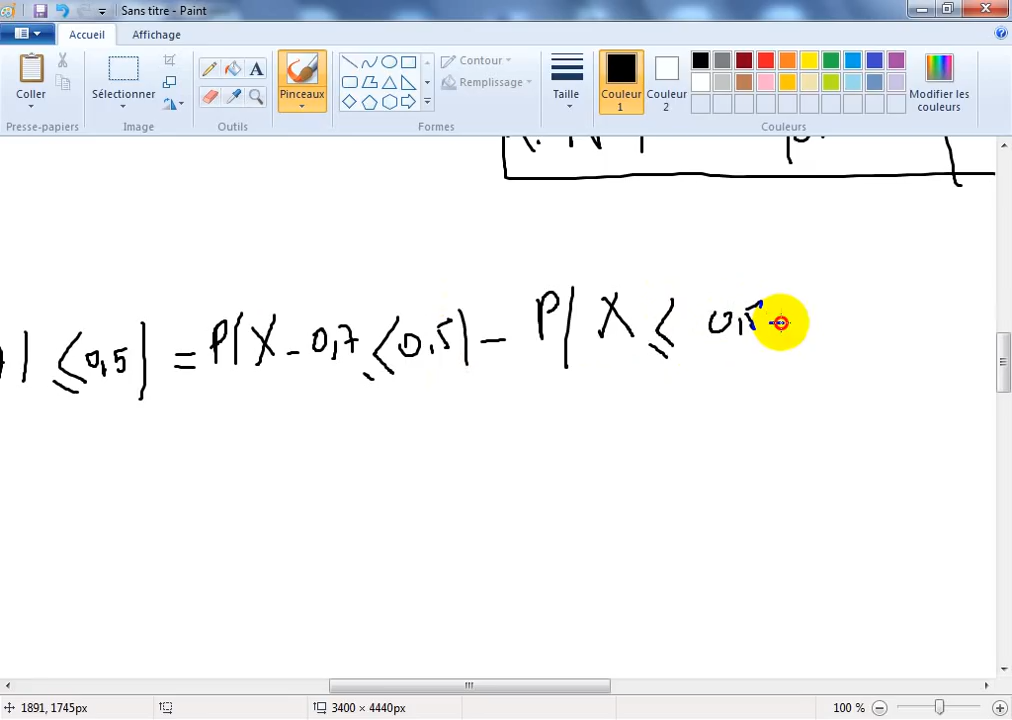 Sans titre - Paint
Accueil Affichage
Coller
Sélectionner
Pinceaux
Contour
Remplissage
Taille
Couleur 1
Couleur 2
Modifier les couleurs
Presse-papiers Image Outils Formes Couleurs
| ≤ 0,5) = P(X - 0,7 ≤ 0,5) - P(X ≤ 0,5
1891, 1745px 3400 × 4440px 100 %